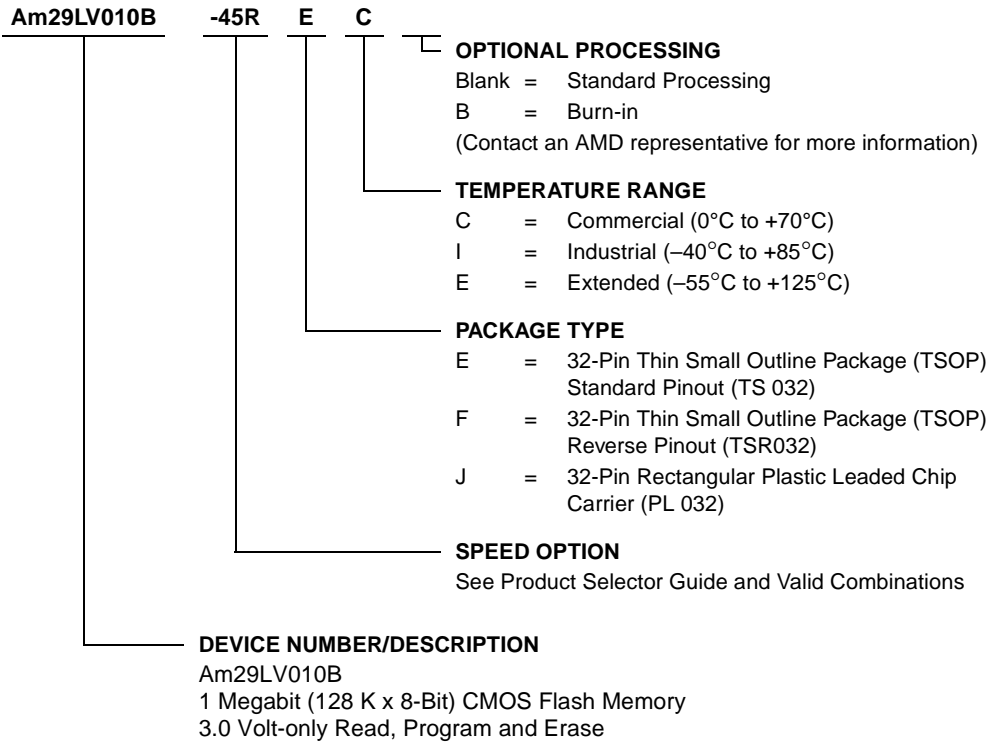 Am29LV010B -45R E C
OPTIONAL PROCESSING
Blank = Standard Processing
B = Burn-in
(Contact an AMD representative for more information)
TEMPERATURE RANGE
C = Commercial (0°C to +70°C)
I = Industrial (–40°C to +85°C)
E = Extended (–55°C to +125°C)
PACKAGE TYPE
E = 32-Pin Thin Small Outline Package (TSOP)
Standard Pinout (TS 032)
F = 32-Pin Thin Small Outline Package (TSOP)
Reverse Pinout (TSR032)
J = 32-Pin Rectangular Plastic Leaded Chip
Carrier (PL 032)
SPEED OPTION
See Product Selector Guide and Valid Combinations
DEVICE NUMBER/DESCRIPTION
Am29LV010B
1 Megabit (128 K x 8-Bit) CMOS Flash Memory
3.0 Volt-only Read, Program and Erase